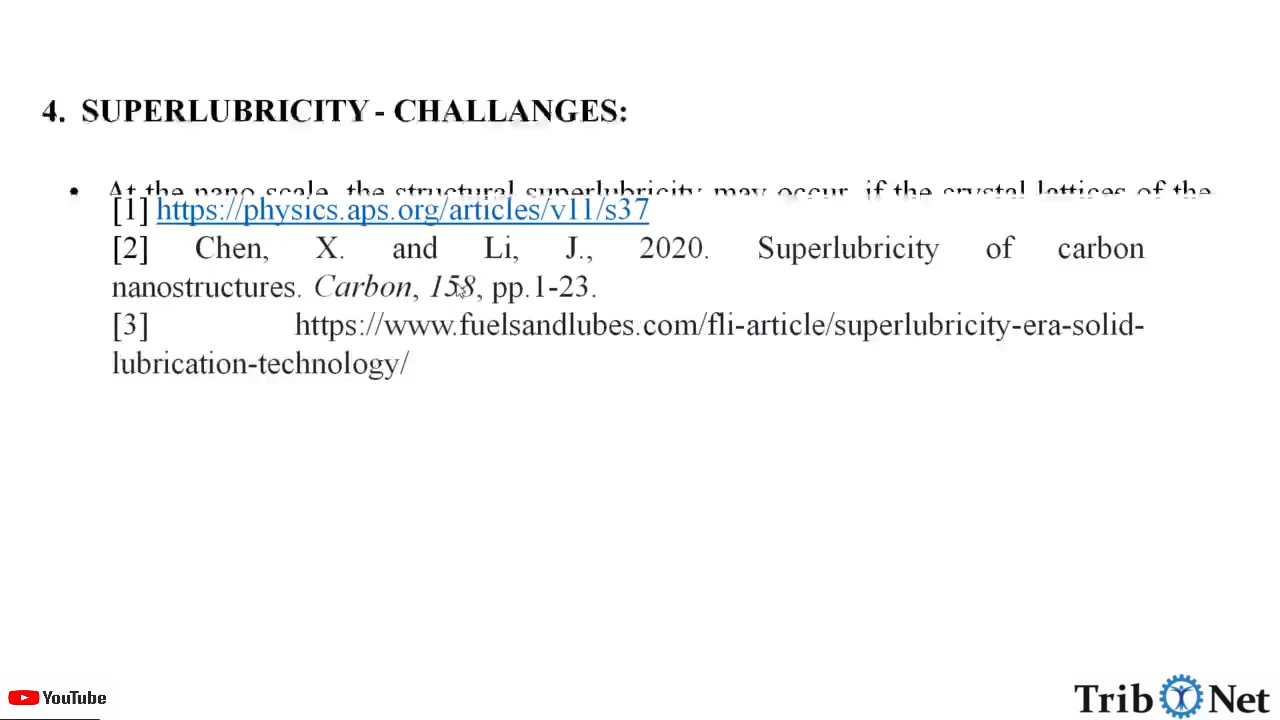 4. SUPERLUBRICITY - CHALLANGES:
• At the nano scale, the structural superlubricity may occur, if the crystal lattices of the
[1] https://physics.aps.org/articles/v11/s37
[2] Chen, X. and Li, J., 2020. Superlubricity of carbon
nanostructures. Carbon, 158, pp.1-23.
[3] https://www.fuelsandlubes.com/fli-article/superlubricity-era-solid-
lubrication-technology/
YouTube
Trib Net